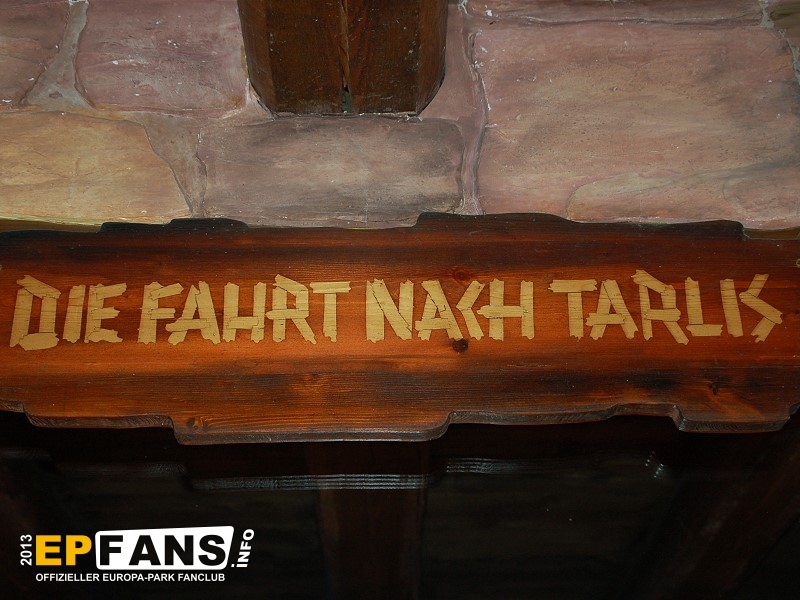 DIE FAHRT NACH TARLIS
2013 EPFANS.INFO
OFFIZIELLER EUROPA-PARK FANCLUB